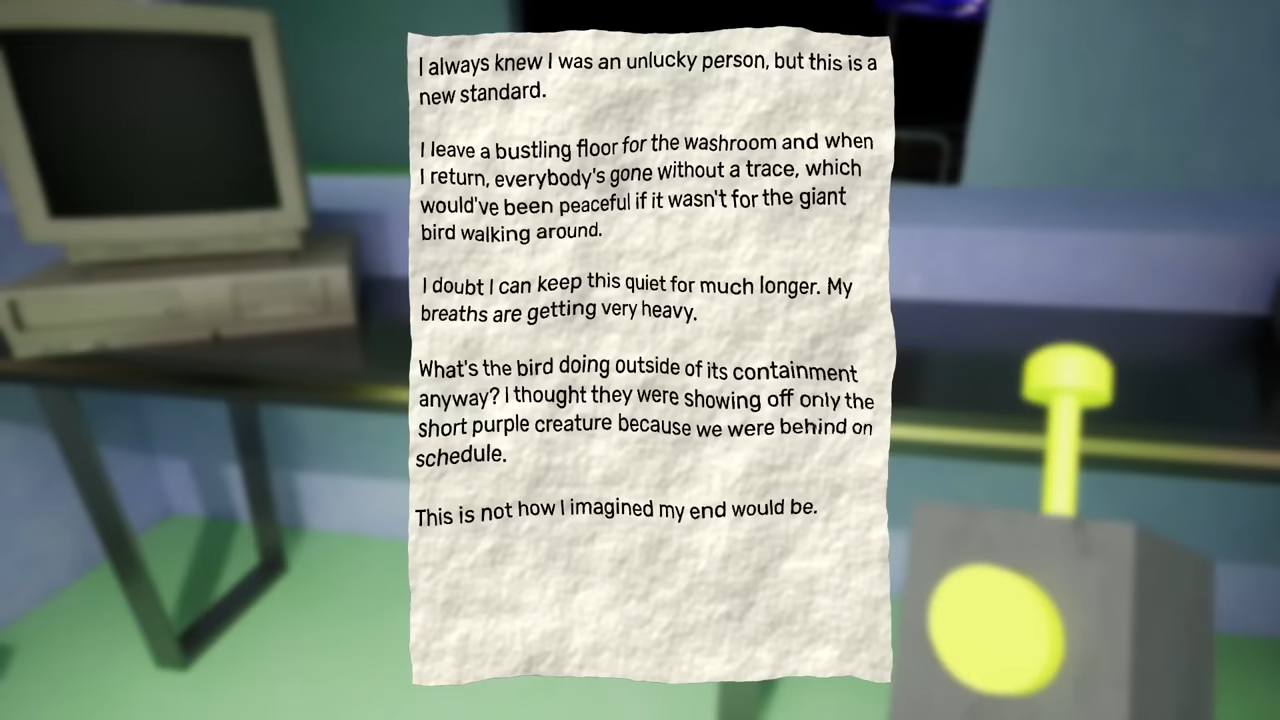 I always knew I was an unlucky person, but this is a
new standard.
I leave a bustling floor for the washroom and when
I return, everybody's gone without a trace, which
would've been peaceful if it wasn't for the giant
bird walking around.
I doubt I can keep this quiet for much longer. My
breaths are getting very heavy.
What's the bird doing outside of its containment
anyway? I thought they were showing off only the
short purple creature because we were behind on
schedule.
This is not how I imagined my end would be.